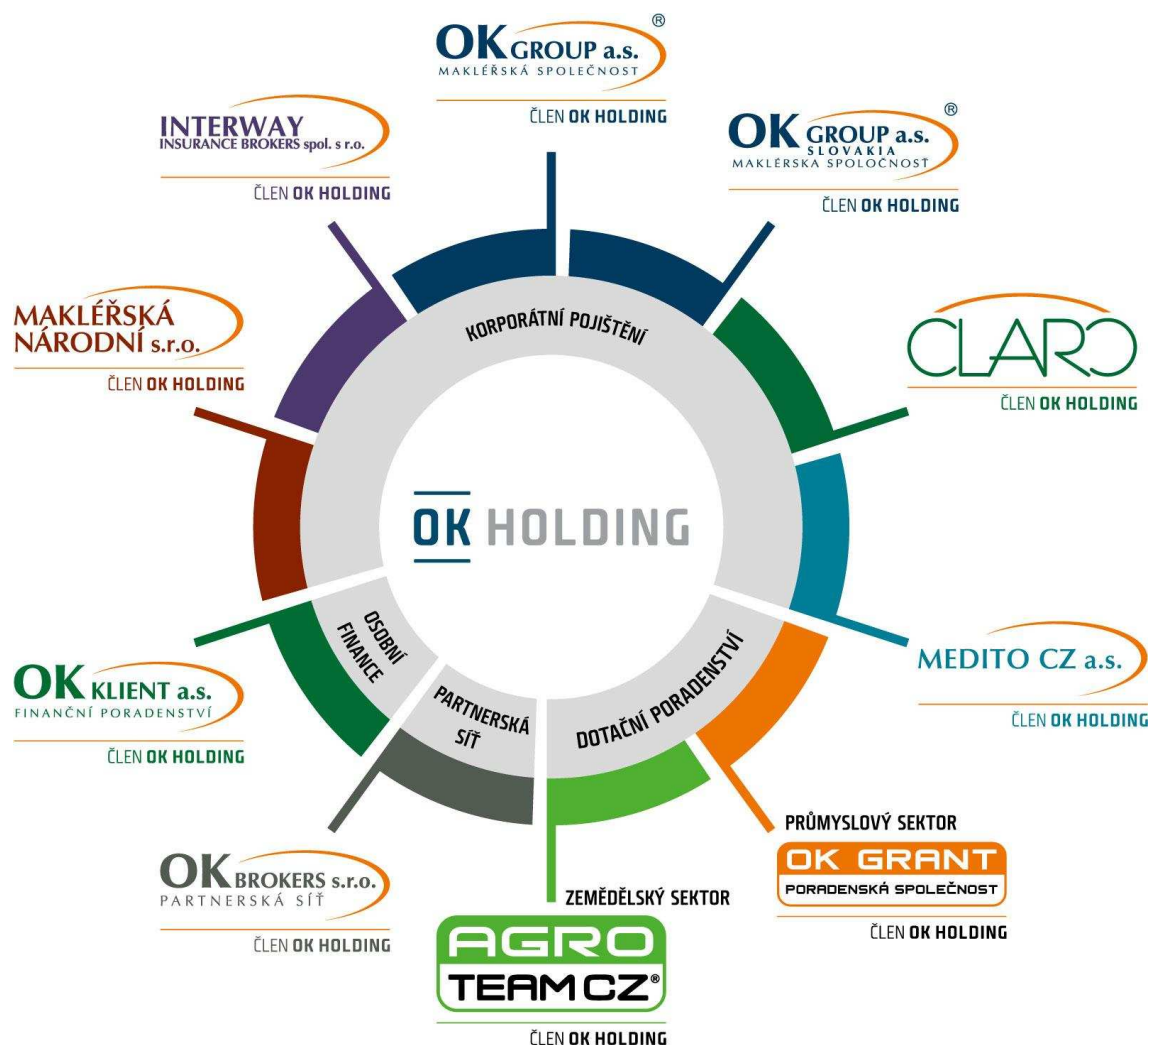 OK GROUP a.s. ®
MAKLÉŘSKÁ SPOLEČNOST
ČLEN OK HOLDING
INTERWAY
INSURANCE BROKERS spol. s r.o.
ČLEN OK HOLDING
OK GROUP a.s. ®
SLOVAKIA
MAKLÉRSKA SPOLOČNOSŤ
ČLEN OK HOLDING
MAKLÉŘSKÁ
NÁRODNÍ s.r.o.
ČLEN OK HOLDING
CLARO
ČLEN OK HOLDING
KORPORÁTNÍ POJIŠTĚNÍ
OK HOLDING
OSOBNÍ
FINANCE
PARTNERSKÁ
SÍŤ
DOTAČNÍ PORADENSTVÍ
OK KLIENT a.s.
FINANČNÍ PORADENSTVÍ
ČLEN OK HOLDING
MEDITO CZ a.s.
ČLEN OK HOLDING
OK BROKERS s.r.o.
PARTNERSKÁ SÍŤ
ČLEN OK HOLDING
PRŮMYSLOVÝ SEKTOR
OK GRANT
PORADENSKÁ SPOLEČNOST
ČLEN OK HOLDING
ZEMĚDĚLSKÝ SEKTOR
AGRO
TEAM CZ®
ČLEN OK HOLDING